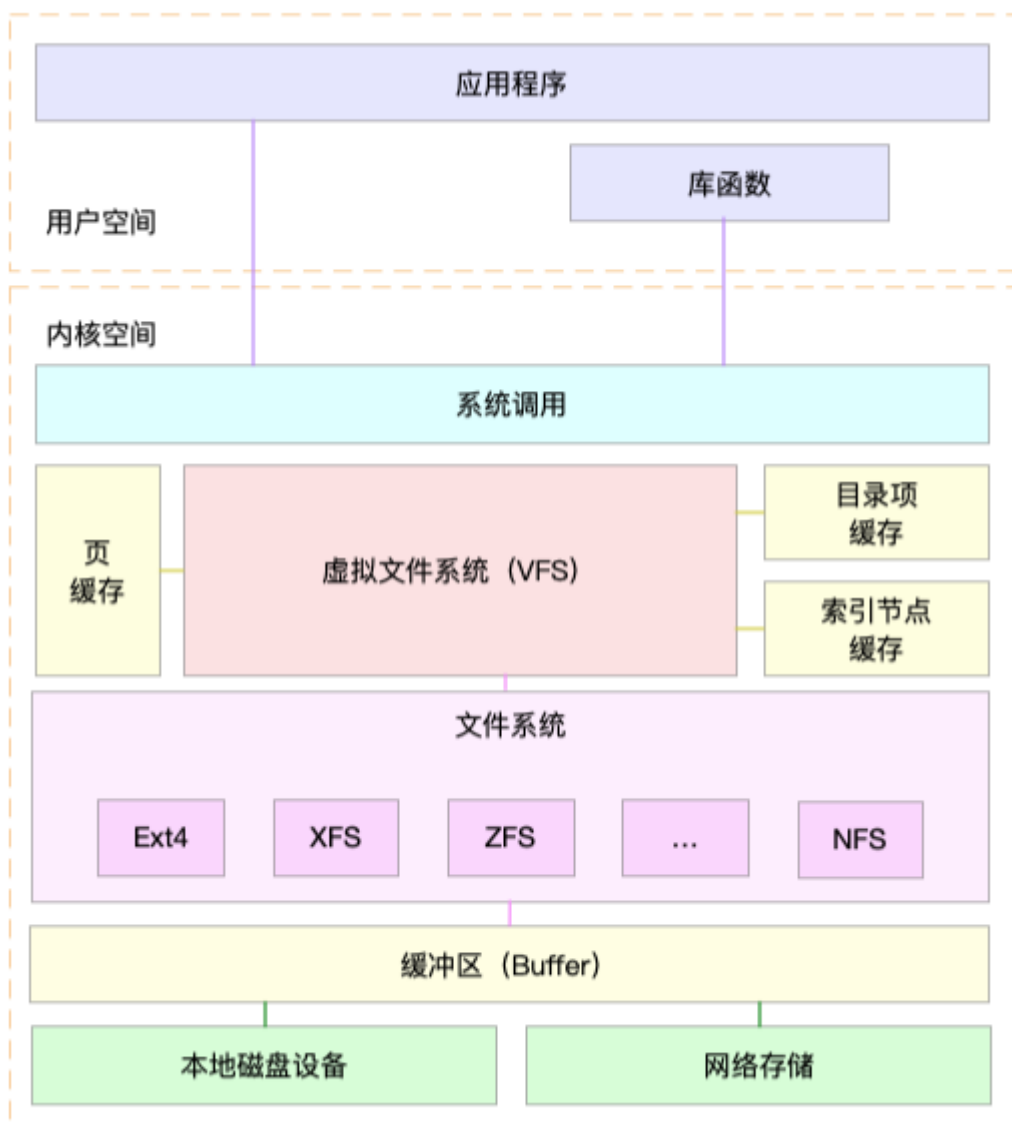 应用程序
库函数
用户空间
内核空间
系统调用
页
缓存
虚拟文件系统（VFS）
目录项
缓存
索引节点
缓存
文件系统
Ext4
XFS
ZFS
...
NFS
缓冲区（Buffer）
本地磁盘设备
网络存储